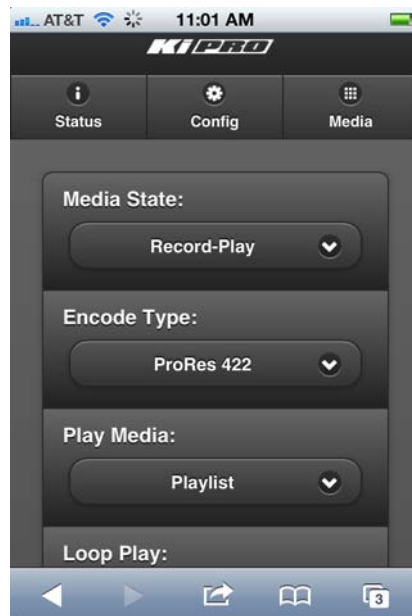 AT&T 11:01 AM
Ki PRO
Status Config Media
Media State:
Record-Play
Encode Type:
ProRes 422
Play Media:
Playlist
Loop Play:
3